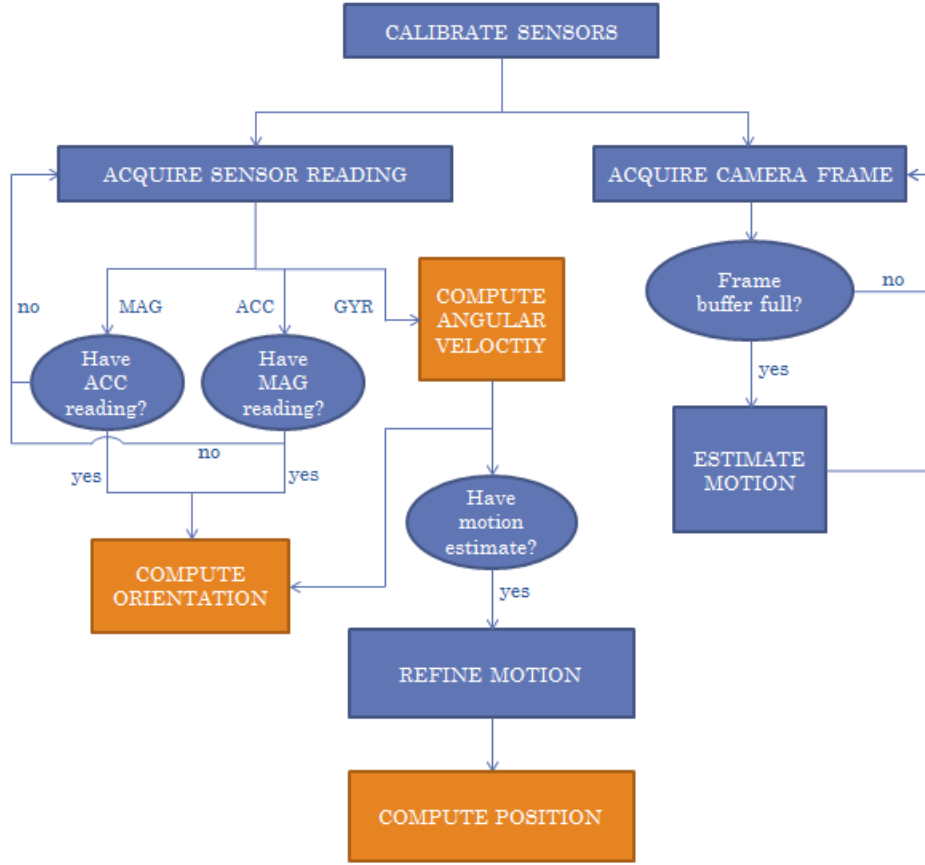 CALIBRATE SENSORS
ACQUIRE SENSOR READING
ACQUIRE CAMERA FRAME
no
MAG
ACC
GYR
COMPUTE
ANGULAR
VELOCTIY
Frame
buffer full?
no
Have
ACC
reading?
Have
MAG
reading?
yes
no
yes
yes
ESTIMATE
MOTION
Have
motion
estimate?
COMPUTE
ORIENTATION
yes
REFINE MOTION
COMPUTE POSITION